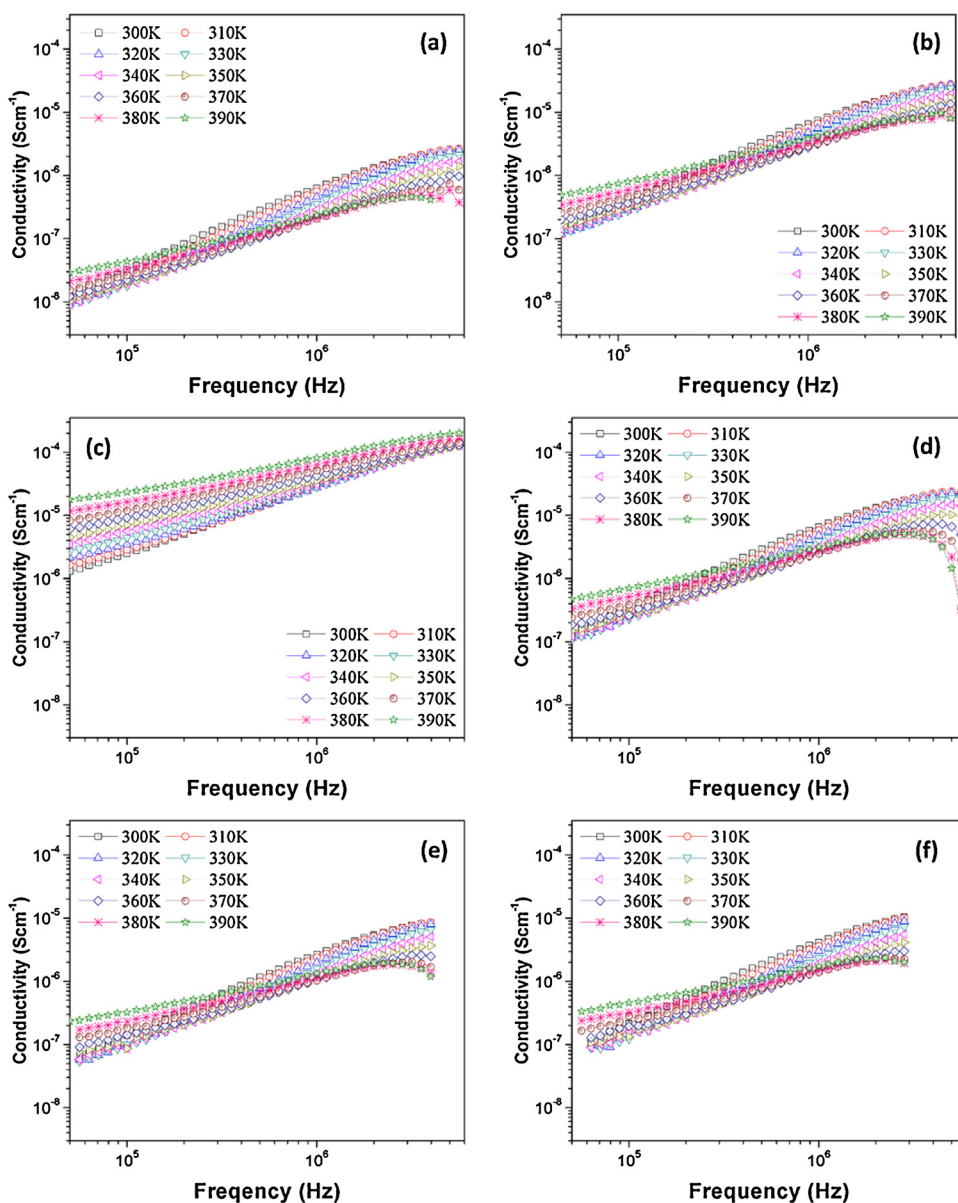 (a)
300K 310K
320K 330K
340K 350K
360K 370K
380K 390K
Conductivity (Scm⁻¹)
10⁻⁴
10⁻⁵
10⁻⁶
10⁻⁷
10⁻⁸
10⁵ 10⁶
Frequency (Hz)
(b)
300K 310K
320K 330K
340K 350K
360K 370K
380K 390K
Conductivity (Scm⁻¹)
10⁻⁴
10⁻⁵
10⁻⁶
10⁻⁷
10⁻⁸
10⁵ 10⁶
Frequency (Hz)
(c)
300K 310K
320K 330K
340K 350K
360K 370K
380K 390K
Conduuctivity (Scm⁻¹)
10⁻⁴
10⁻⁵
10⁻⁶
10⁻⁷
10⁻⁸
10⁵ 10⁶
Frequency (Hz)
(d)
300K 310K
320K 330K
340K 350K
360K 370K
380K 390K
Conductivity (Scm⁻¹)
10⁻⁴
10⁻⁵
10⁻⁶
10⁻⁷
10⁻⁸
10⁵ 10⁶
Frequency (Hz)
(e)
300K 310K
320K 330K
340K 350K
360K 370K
380K 390K
Conductivity (Scm⁻¹)
10⁻⁴
10⁻⁵
10⁻⁶
10⁻⁷
10⁻⁸
10⁵ 10⁶
Freqency (Hz)
(f)
300K 310K
320K 330K
340K 350K
360K 370K
380K 390K
Conductivity (Scm⁻¹)
10⁻⁴
10⁻⁵
10⁻⁶
10⁻⁷
10⁻⁸
10⁵ 10⁶
Frequency (Hz)